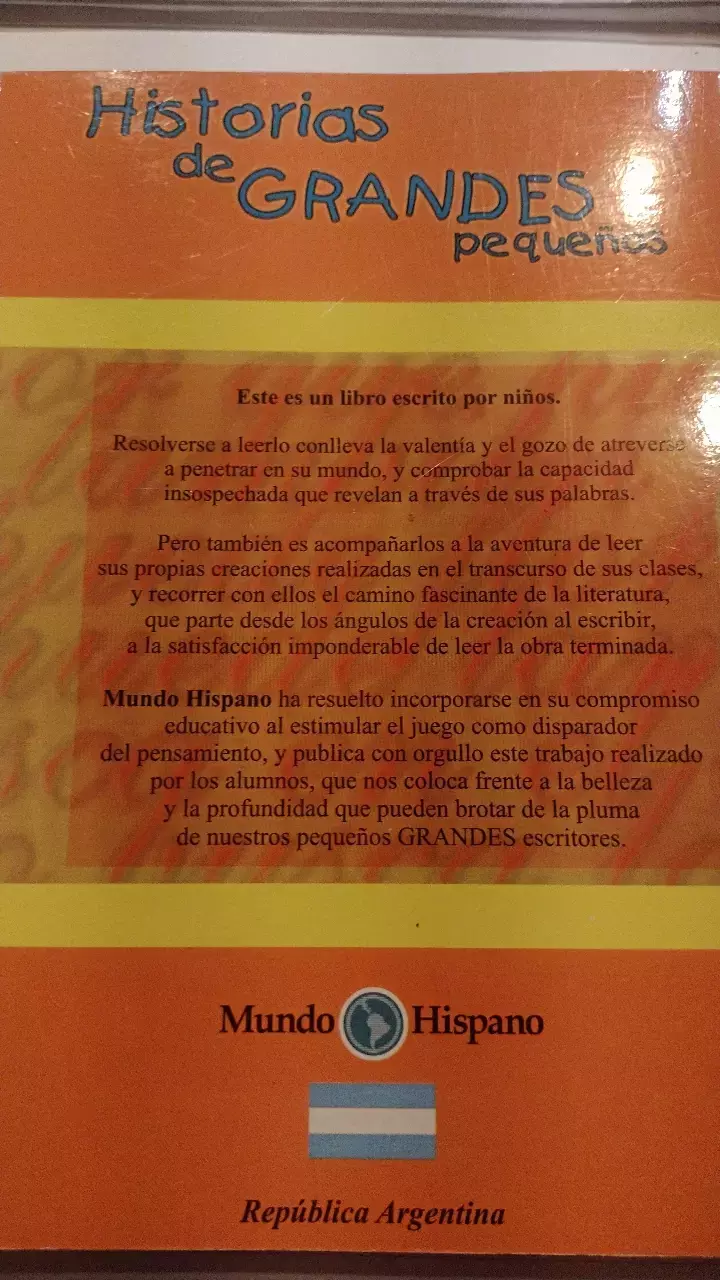 Historias
de GRANDES
pequeños
Este es un libro escrito por niños.
Resolverse a leerlo conlleva la valentía y el gozo de atreverse
a penetrar en su mundo, y comprobar la capacidad
insospechada que revelan a través de sus palabras.
Pero también es acompañarlos a la aventura de leer
sus propias creaciones realizadas en el transcurso de sus clases,
y recorrer con ellos el camino fascinante de la literatura,
que parte desde los ángulos de la creación al escribir,
a la satisfacción imponderable de leer la obra terminada.
Mundo Hispano ha resuelto incorporarse en su compromiso
educativo al estimular el juego como disparador
del pensamiento, y publica con orgullo este trabajo realizado
por los alumnos, que nos coloca frente a la belleza
y la profundidad que pueden brotar de la pluma
de nuestros pequeños GRANDES escritores.
Mundo Hispano
República Argentina